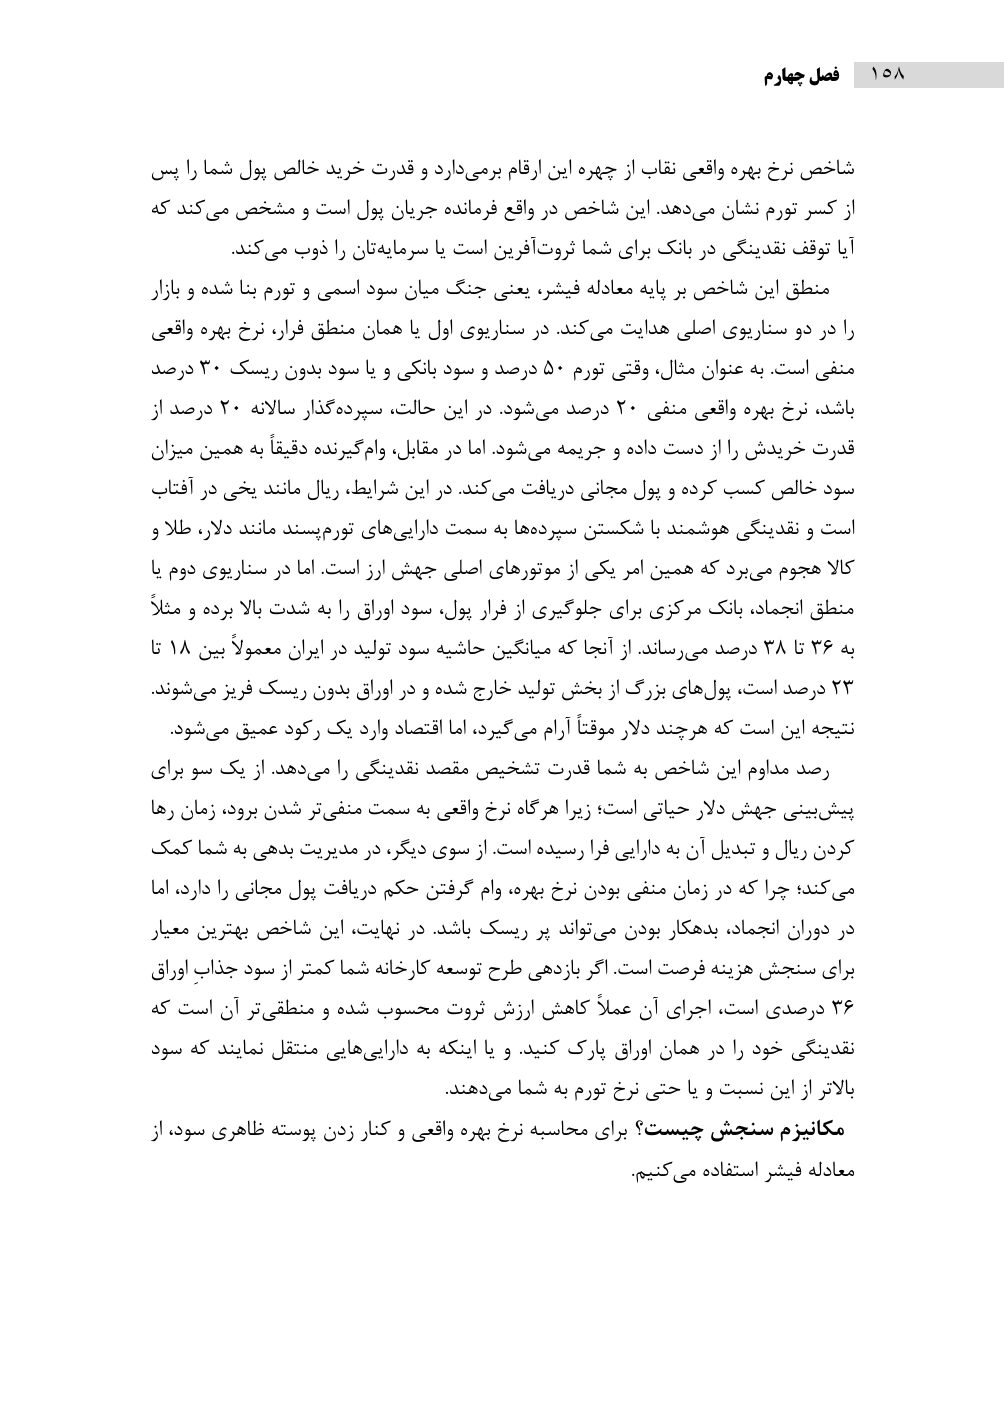 ۱۵۸ فصل چهارم
شاخص نرخ بهره واقعی نقاب از چهره این ارقام برمی‌دارد و قدرت خرید خالص پول شما را پس
از کسر تورم نشان می‌دهد. این شاخص در واقع فرمانده جریان پول است و مشخص می‌کند که
آیا توقف نقدینگی در بانک برای شما ثروت‌آفرین است یا سرمایه‌تان را ذوب می‌کند.
منطق این شاخص بر پایه معادله فیشر، یعنی جنگ میان سود اسمی و تورم بنا شده و بازار
را در دو سناریوی اصلی هدایت می‌کند. در سناریوی اول یا همان منطق فرار، نرخ بهره واقعی
منفی است. به عنوان مثال، وقتی تورم ۵۰ درصد و سود بانکی و یا سود بدون ریسک ۳۰ درصد
باشد، نرخ بهره واقعی منفی ۲۰ درصد می‌شود. در این حالت، سپرده‌گذار سالانه ۲۰ درصد از
قدرت خریدش را از دست داده و جریمه می‌شود. اما در مقابل، وام‌گیرنده دقیقاً به همین میزان
سود خالص کسب کرده و پول مجانی دریافت می‌کند. در این شرایط، ریال مانند یخی در آفتاب
است و نقدینگی هوشمند با شکستن سپرده‌ها به سمت دارایی‌های تورم‌پسند مانند دلار، طلا و
کالا هجوم می‌برد که همین امر یکی از موتورهای اصلی جهش ارز است. اما در سناریوی دوم یا
منطق انجماد، بانک مرکزی برای جلوگیری از فرار پول، سود اوراق را به شدت بالا برده و مثلاً
به ۳۶ تا ۳۸ درصد می‌رساند. از آنجا که میانگین حاشیه سود تولید در ایران معمولاً بین ۱۸ تا
۲۳ درصد است، پول‌های بزرگ از بخش تولید خارج شده و در اوراق بدون ریسک فریز می‌شوند.
نتیجه این است که هرچند دلار موقتاً آرام می‌گیرد، اما اقتصاد وارد یک رکود عمیق می‌شود.
رصد مداوم این شاخص به شما قدرت تشخیص مقصد نقدینگی را می‌دهد. از یک سو برای
پیش‌بینی جهش دلار حیاتی است؛ زیرا هرگاه نرخ واقعی به سمت منفی‌تر شدن برود، زمان رها
کردن ریال و تبدیل آن به دارایی فرا رسیده است. از سوی دیگر، در مدیریت بدهی به شما کمک
می‌کند؛ چرا که در زمان منفی بودن نرخ بهره، وام گرفتن حکم دریافت پول مجانی را دارد، اما
در دوران انجماد، بدهکار بودن می‌تواند پر ریسک باشد. در نهایت، این شاخص بهترین معیار
برای سنجش هزینه فرصت است. اگر بازدهی طرح توسعه کارخانه شما کمتر از سود جذابِ اوراق
۳۶ درصدی است، اجرای آن عملاً کاهش ارزش ثروت محسوب شده و منطقی‌تر آن است که
نقدینگی خود را در همان اوراق پارک کنید. و یا اینکه به دارایی‌هایی منتقل نمایند که سود
بالاتر از این نسبت و یا حتی نرخ تورم به شما می‌دهند.
مکانیزم سنجش چیست؟ برای محاسبه نرخ بهره واقعی و کنار زدن پوسته ظاهری سود، از
معادله فیشر استفاده می‌کنیم.